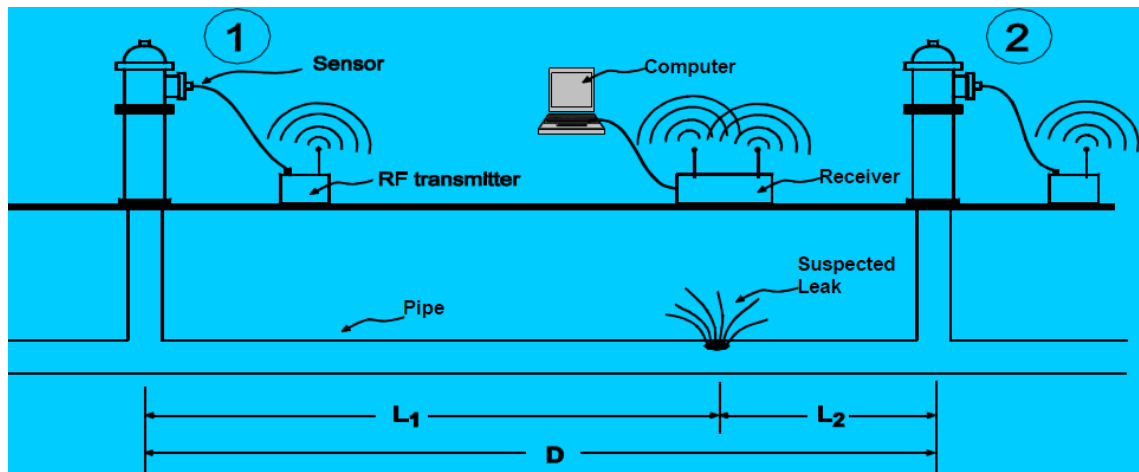 1
2
Sensor
Computer
RF transmitter
Receiver
Suspected
Leak
Pipe
L1
L2
D